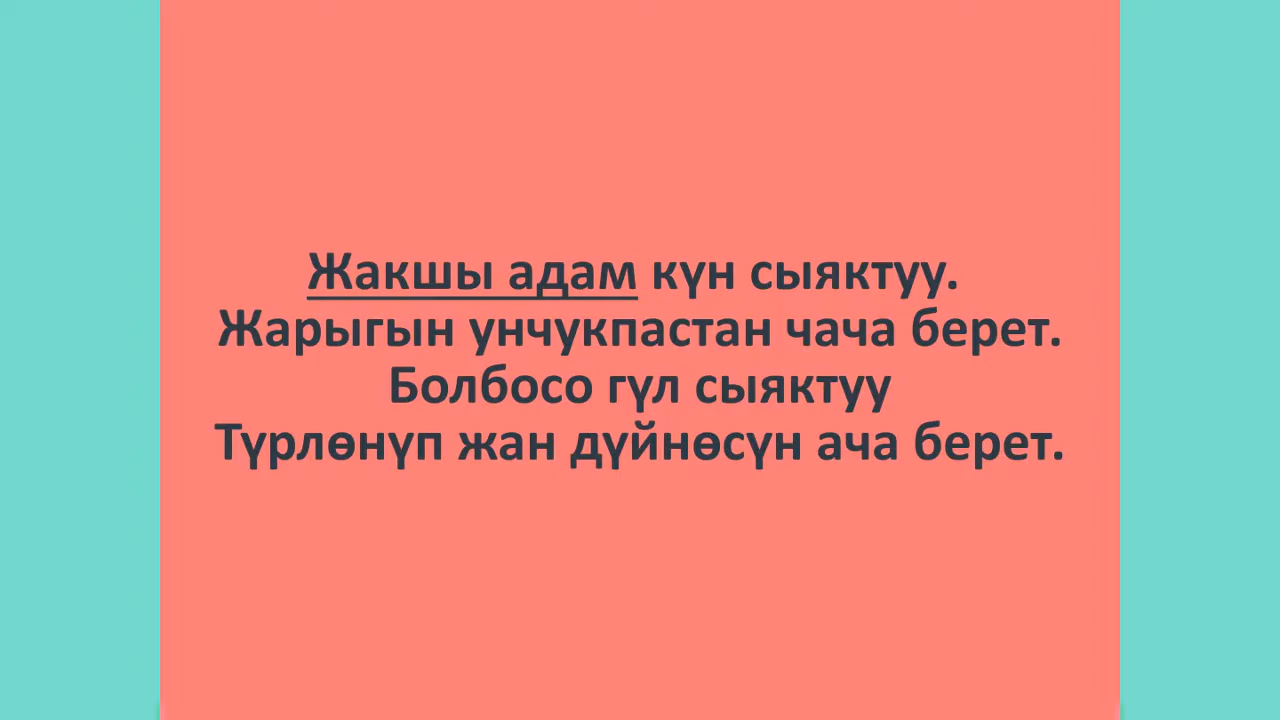 Жакшы адам күн сыяктуу.
Жарыгын унчукпастан чача берет.
Болбосо гүл сыяктуу
Түрлөнүп жан дүйнөсүн ача берет.